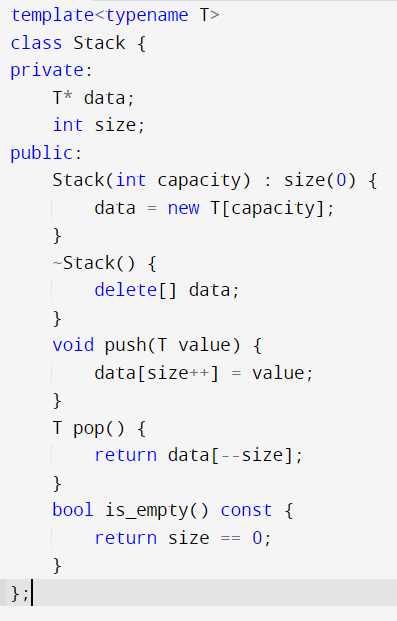 template<typename T>
class Stack {
private:
    T* data;
    int size;
public:
    Stack(int capacity) : size(0) {
        data = new T[capacity];
    }
    ~Stack() {
        delete[] data;
    }
    void push(T value) {
        data[size++] = value;
    }
    T pop() {
        return data[--size];
    }
    bool is_empty() const {
        return size == 0;
    }
};